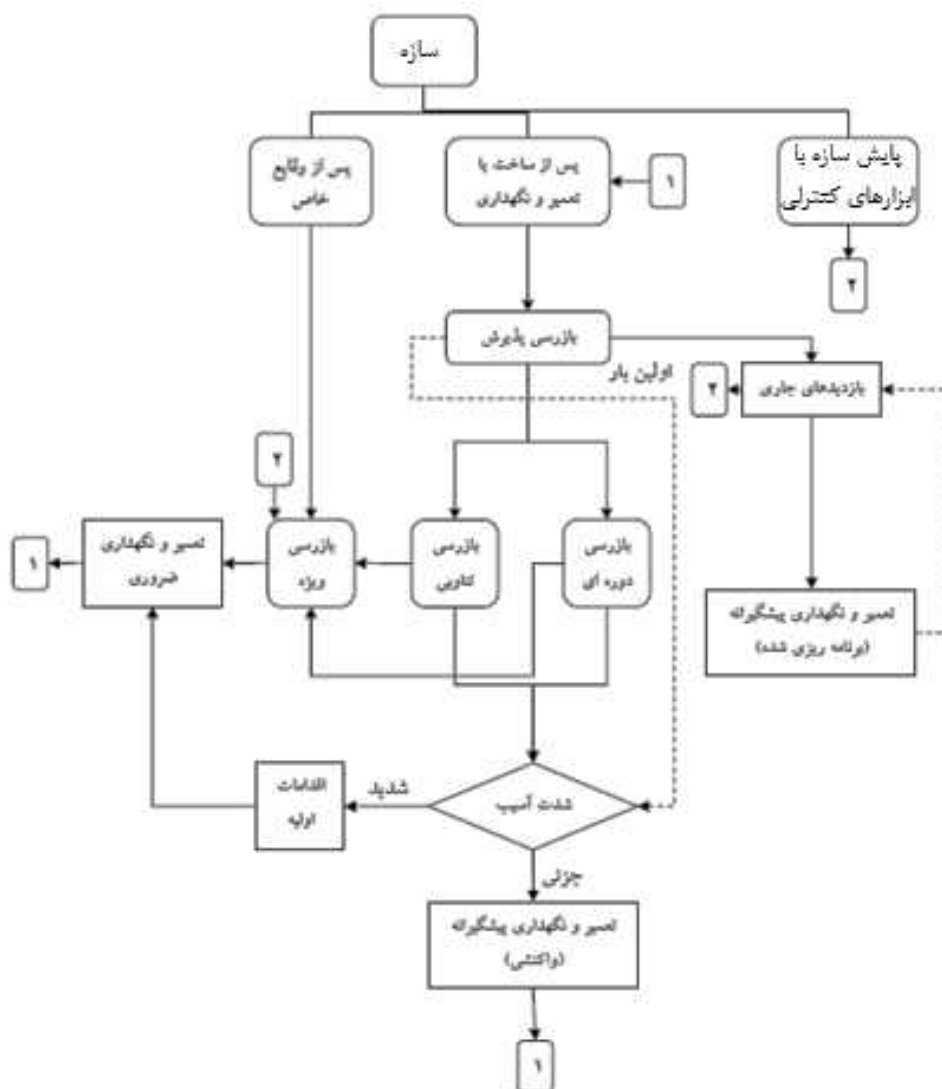 سازه
پایش سازه با
ابزارهای کنترلی
پس از ساخت یا
تعمیر و نگهداری
پس از وقایع
خاص
۱
۲
بازرسی پذیرش
اولین بار
بازدیدهای جاری
۲
۲
بازرسی
دوره ای
بازرسی
تناوبی
بازرسی
ویژه
تعمیر و نگهداری
ضروری
۱
تعمیر و نگهداری پیشگیرانه
(برنامه ریزی شده)
شدت آسیب
شدید
اقدامات
اولیه
جزئی
تعمیر و نگهداری پیشگیرانه
(واکنشی)
۱